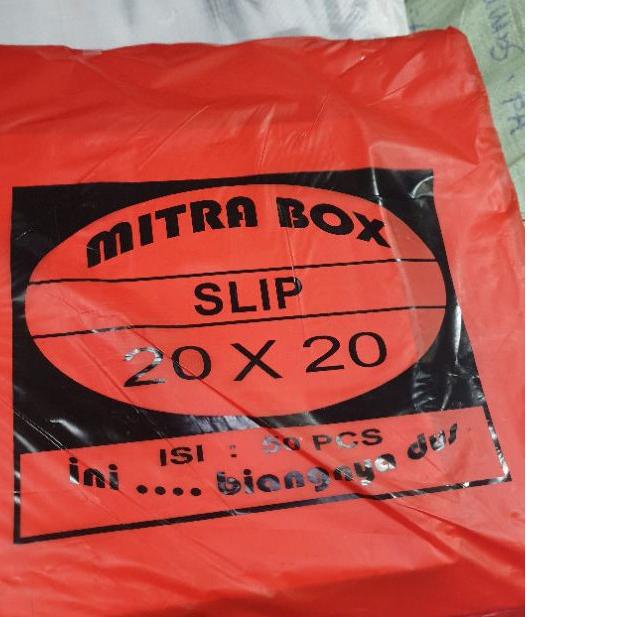 MITRA BOX
SLIP
20 X 20
ISI : 50 PCS
ini .... biangnya dus